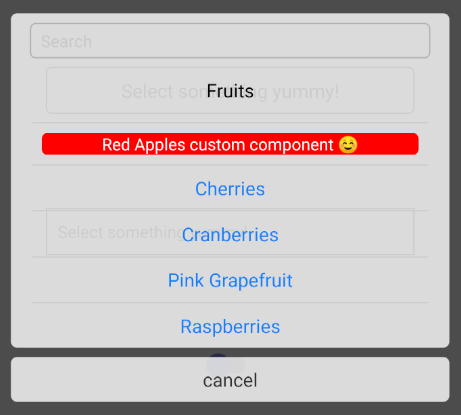 Search
Select something yummy!
Fruits
Red Apples custom component 😊
Cherries
Select something
Cranberries
Pink Grapefruit
Raspberries
cancel